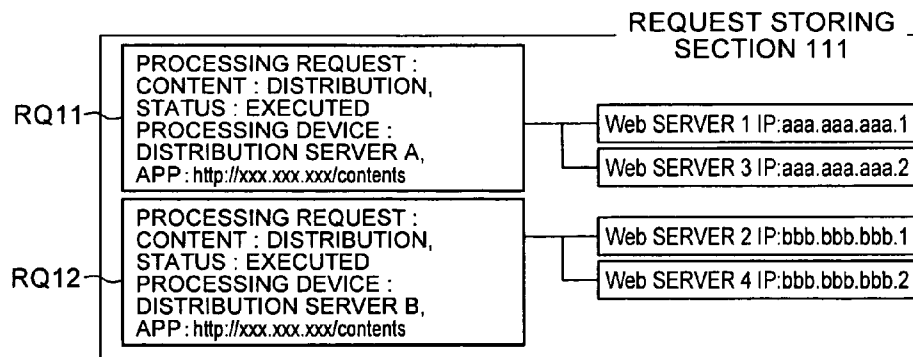 REQUEST STORING
SECTION 111
RQ11
PROCESSING REQUEST :
CONTENT : DISTRIBUTION,
STATUS : EXECUTED
PROCESSING DEVICE :
DISTRIBUTION SERVER A,
APP : http://xxx.xxx.xxx/contents
Web SERVER 1 IP:aaa.aaa.aaa.1
Web SERVER 3 IP:aaa.aaa.aaa.2
RQ12
PROCESSING REQUEST :
CONTENT : DISTRIBUTION,
STATUS : EXECUTED
PROCESSING DEVICE :
DISTRIBUTION SERVER B,
APP : http://xxx.xxx.xxx/contents
Web SERVER 2 IP:bbb.bbb.bbb.1
Web SERVER 4 IP:bbb.bbb.bbb.2